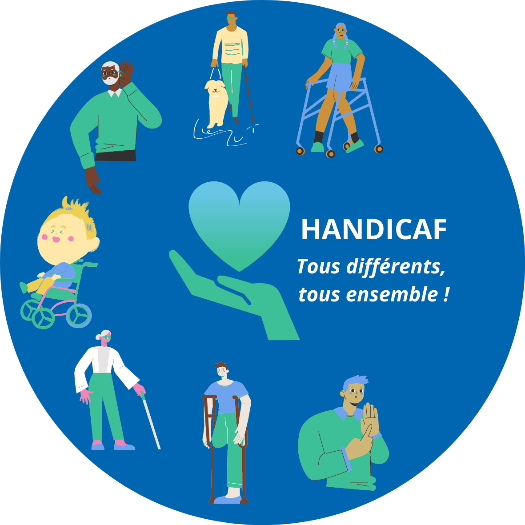 HANDICAF
Tous différents,
tous ensemble !